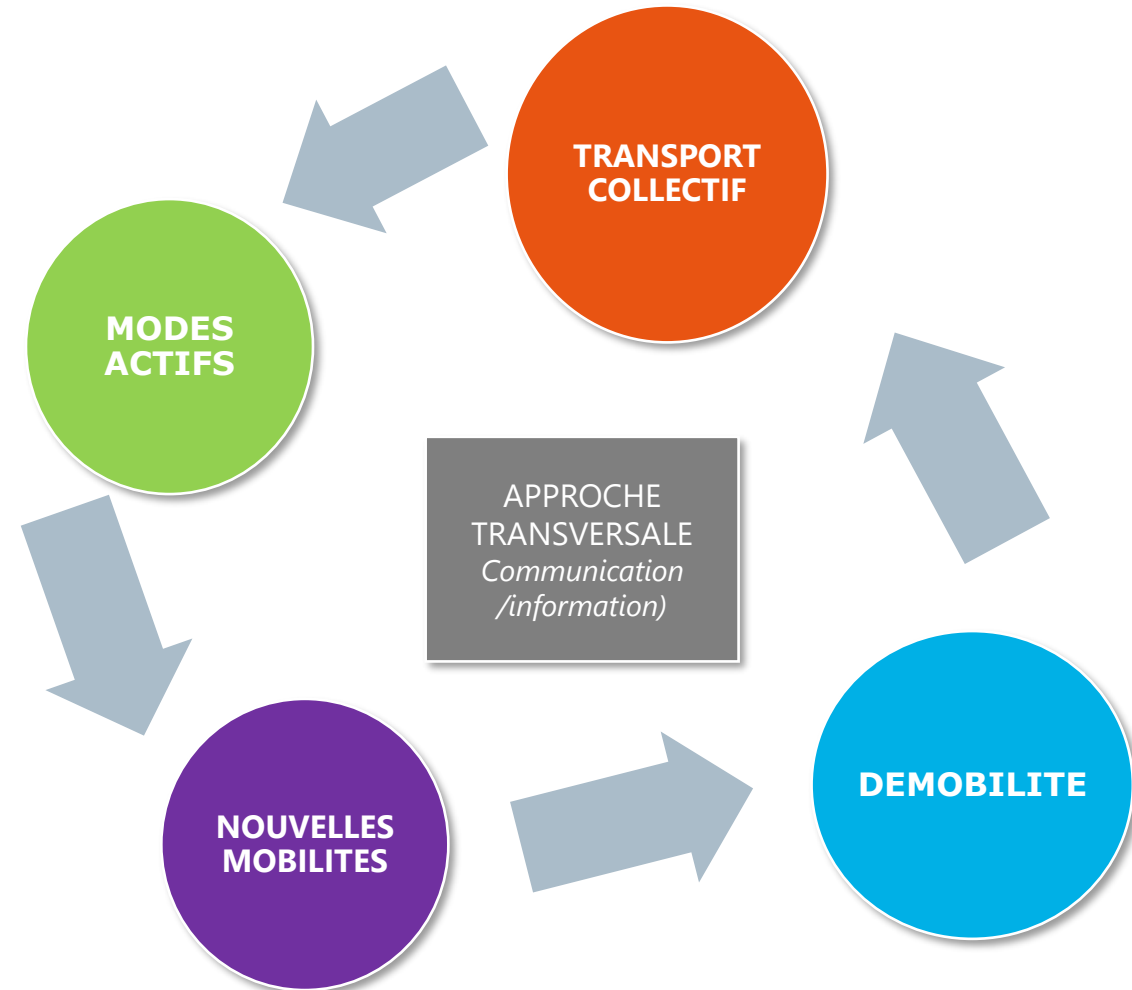 TRANSPORT
COLLECTIF
MODES
ACTIFS
APPROCHE
TRANSVERSALE
Communication
/information)
DEMOBILITE
NOUVELLES
MOBILITES